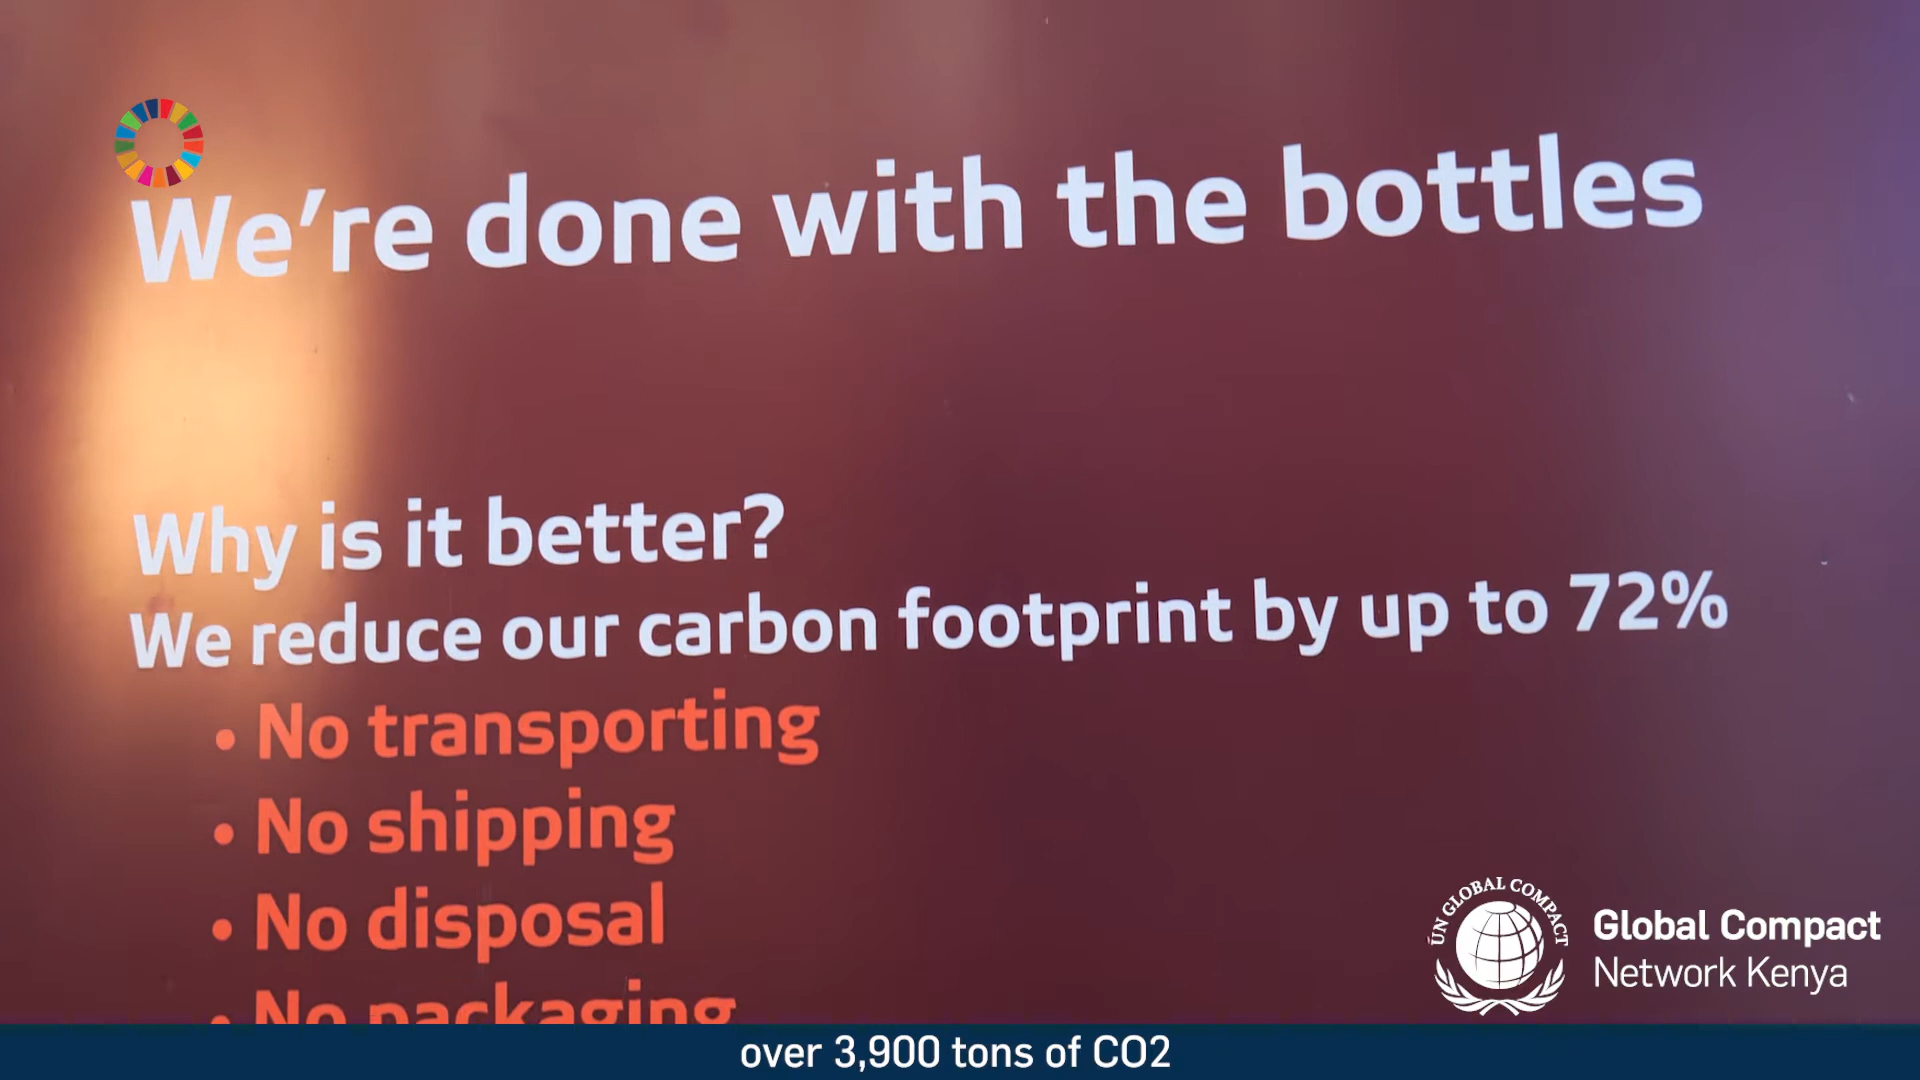 We're done with the bottles
Why is it better?
We reduce our carbon footprint by up to 72%
• No transporting
• No shipping
• No disposal
• No packaging
UN GLOBAL COMPACT
Global Compact
Network Kenya
over 3,900 tons of CO2